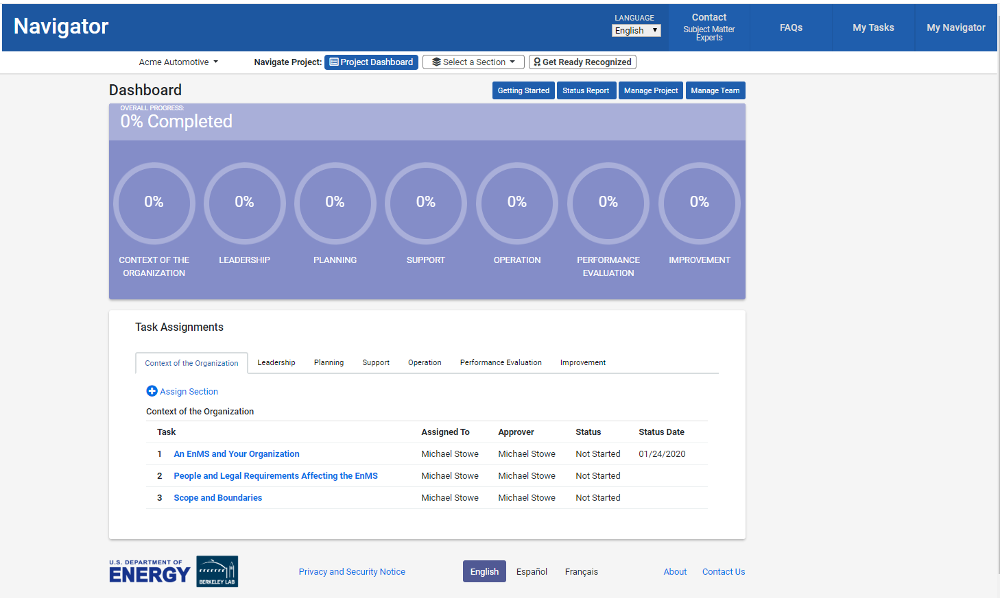 Navigator
LANGUAGE
English
Contact
Subject Matter
Experts
FAQs
My Tasks
My Navigator
Acme Automotive
Navigate Project:
Project Dashboard
Select a Section
Get Ready Recognized
Dashboard
Getting Started
Status Report
Manage Project
Manage Team
OVERALL PROGRESS:
0% Completed
0%
0%
0%
0%
0%
0%
0%
CONTEXT OF THE
ORGANIZATION
LEADERSHIP
PLANNING
SUPPORT
OPERATION
PERFORMANCE
EVALUATION
IMPROVEMENT
Task Assignments
Context of the Organization
Leadership
Planning
Support
Operation
Performance Evaluation
Improvement
Assign Section
Context of the Organization
Task Assigned To Approver Status Status Date
1 An EnMS and Your Organization Michael Stowe Michael Stowe Not Started 01/24/2020
2 People and Legal Requirements Affecting the EnMS Michael Stowe Michael Stowe Not Started
3 Scope and Boundaries Michael Stowe Michael Stowe Not Started
U.S. DEPARTMENT OF
ENERGY
BERKELEY LAB
Privacy and Security Notice
English
Español
Français
About
Contact Us